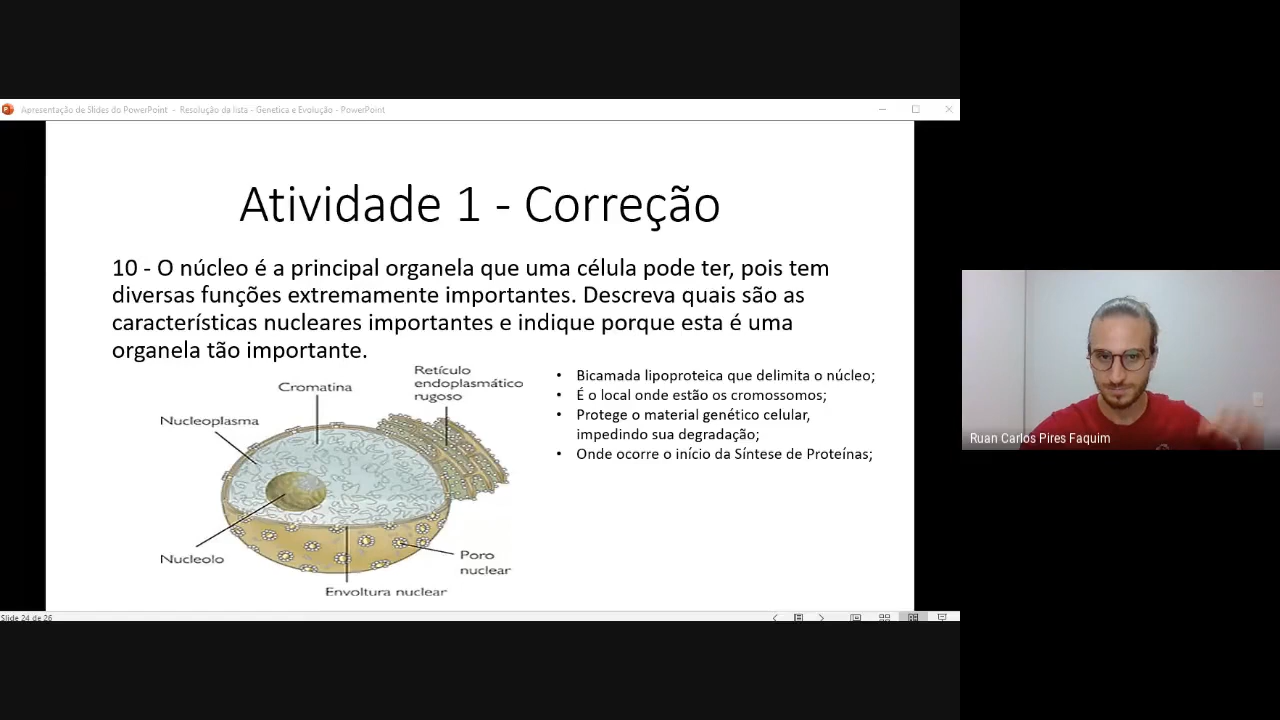 Apresentação de Slides do PowerPoint - Resolução da lista - Genetica e Evolução - PowerPoint
Atividade 1 - Correção
10 - O núcleo é a principal organela que uma célula pode ter, pois tem
diversas funções extremamente importantes. Descreva quais são as
características nucleares importantes e indique porque esta é uma
organela tão importante.
Retículo
endoplasmático
rugoso
Cromatina
Nucleoplasma
Nucleolo
Poro
nuclear
Envoltura nuclear
• Bicamada lipoproteica que delimita o núcleo;
• É o local onde estão os cromossomos;
• Protege o material genético celular,
impedindo sua degradação;
• Onde ocorre o início da Síntese de Proteínas;
Ruan Carlos Pires Faquim
Slide 24 de 26